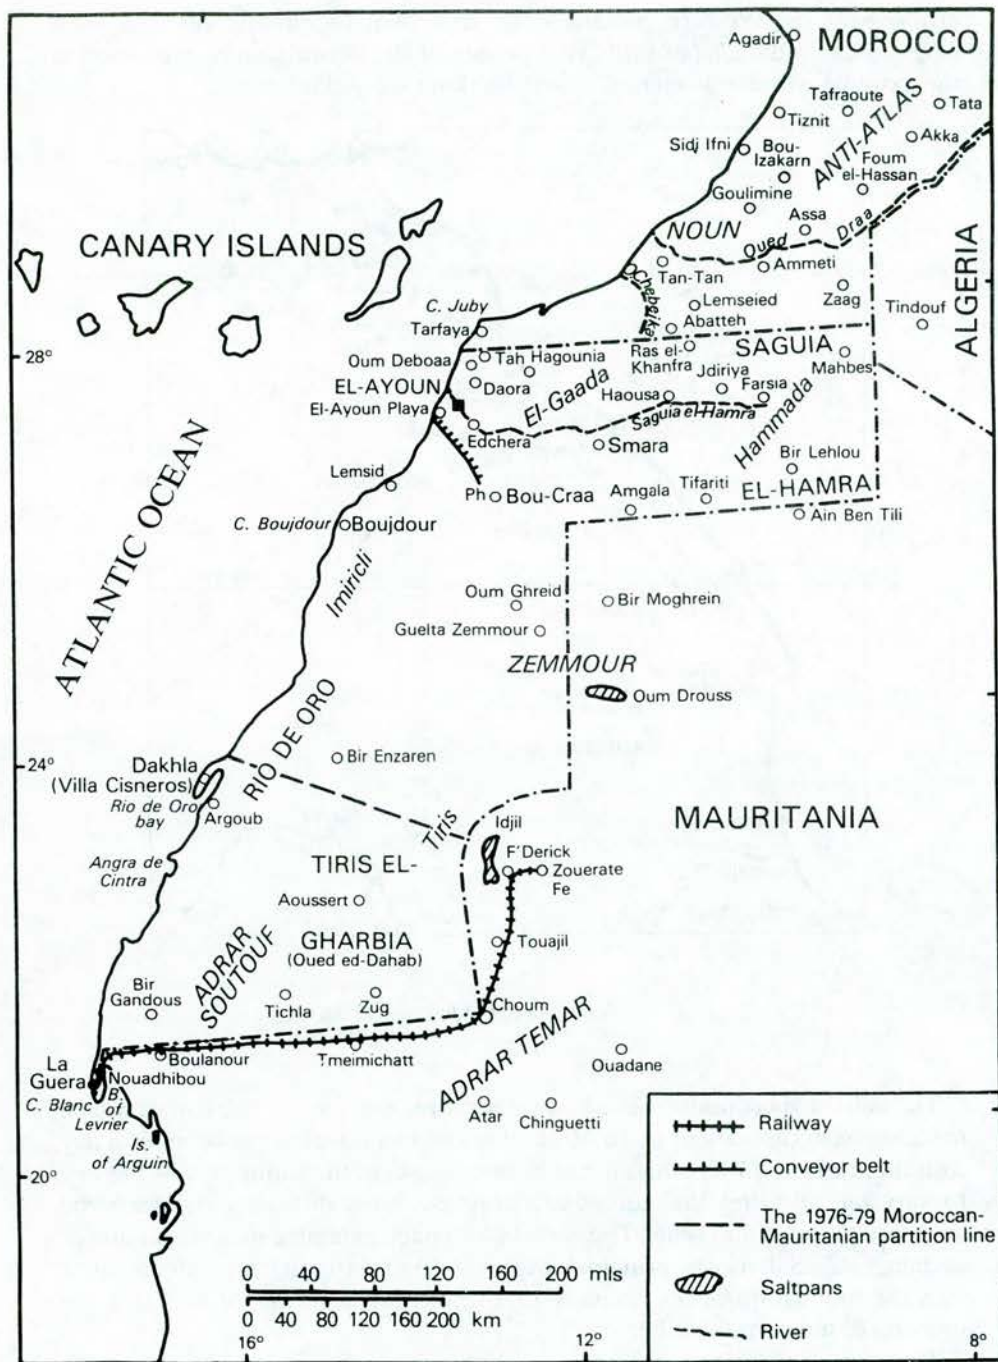 Agadir
MOROCCO
Tafraoute
Tata
Tiznit
ANTI-ATLAS
Akka
Sidi Ifni
Bou-
Izakarn
Foum
el-Hassan
Goulimine
Assa
NOUN
Oued
Draa
CANARY ISLANDS
Tan-Tan
Ammeti
ALGERIA
Chebeika
Zaag
C. Juby
Lemseied
Tindouf
Tarfaya
Abatteh
28°
Oum Deboaa
Tah
Hagounia
Ras el-
Khanfra
SAGUIA
Mahbes
EL-AYOUN
Daora
El-Gaada
Jdiriya
Haousa
Farsia
El-Ayoun Playa
Saguia el-Hamra
Hammada
Edchera
Smara
Bir Lehlou
Lemsid
Ph
Bou-Craa
Amgala
Tifariti
EL-HAMRA
C. Boujdour
Boujdour
Ain Ben Tili
ATLANTIC OCEAN
Imiricli
Oum Ghreid
Bir Moghrein
Guelta Zemmour
ZEMMOUR
Oum Drouss
RIO DE ORO
Bir Enzaren
24°
Dakhla
(Villa Cisneros)
Rio de Oro
bay
Argoub
Tiris
Idjil
MAURITANIA
Angra de
Cintra
TIRIS EL-
F'Derick
Zouerate
Fe
Aoussert
GHARBIA
(Oued ed-Dahab)
Touajil
ADRAR
SOUTOUF
Bir
Gandous
Tichla
Zug
Choum
ADRAR TEMAR
La
Guera
Boulanour
Tmeimichatt
Ouadane
Nouadhibou
C. Blanc
B. of
Levrier
Atar
Chinguetti
Is.
of Arguin
20°
Railway
Conveyor belt
The 1976-79 Moroccan-
Mauritanian partition line
Saltpans
River
0 40 80 120 160 200 mls
0 40 80 120 160 200 km
16°
12°
8°